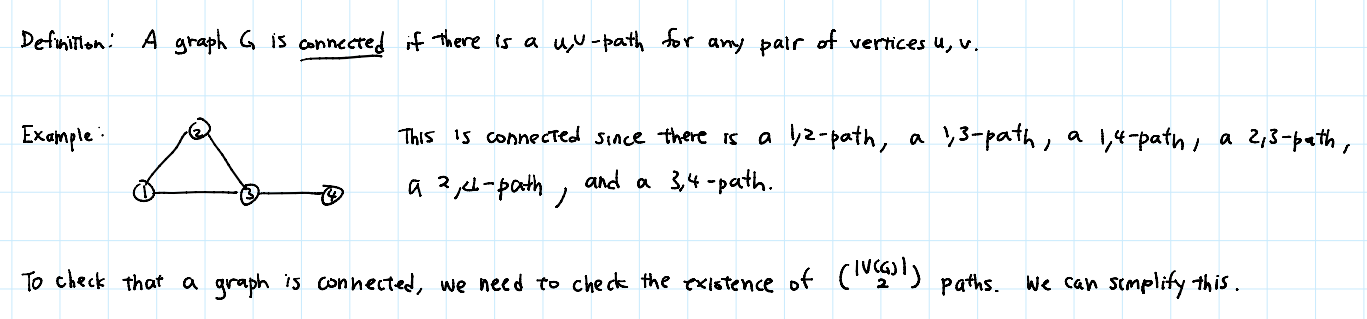 Definition: A graph G is connected if there is a u,v-path for any pair of vertices u, v.
Example: This is connected since there is a 1,2-path, a 1,3-path, a 1,4-path, a 2,3-path,
a 2,4-path, and a 3,4-path.
2
1 3 4
To check that a graph is connected, we need to check the existence of (|V(G)| 2) paths. We can simplify this.